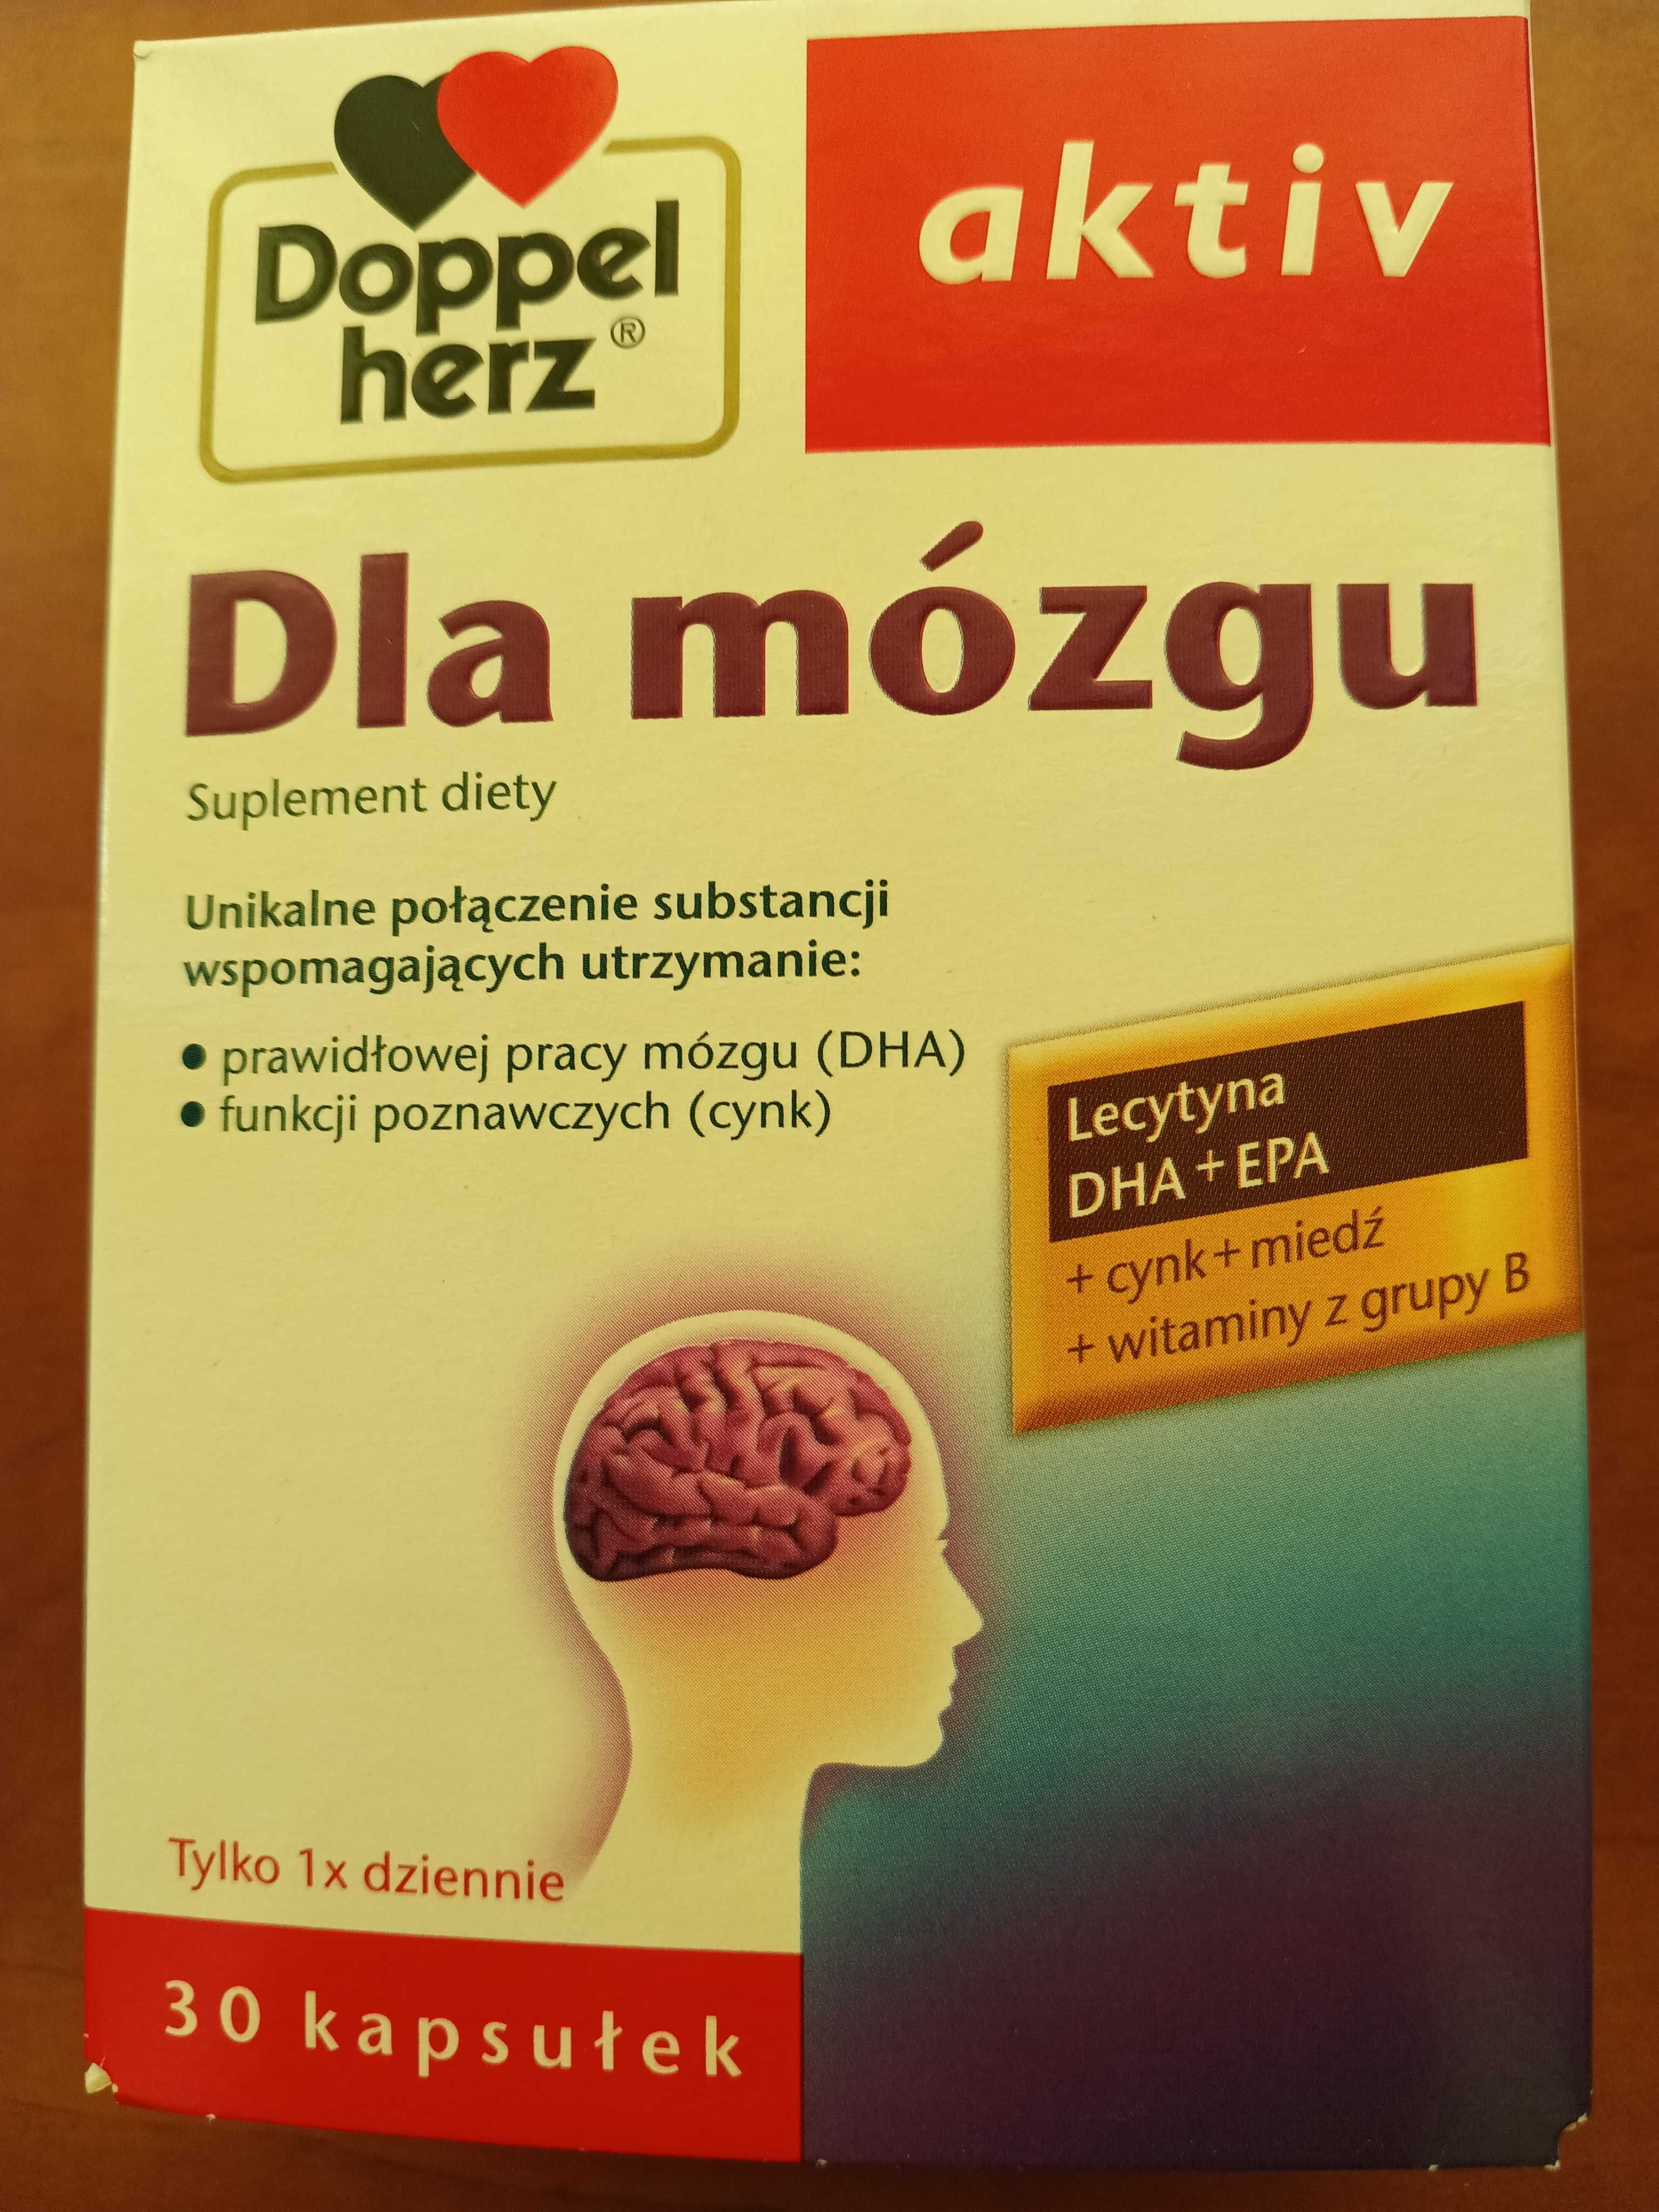 Doppel
herz®
aktiv
Dla mózgu
Suplement diety
Unikalne połączenie substancji
wspomagających utrzymanie:
• prawidłowej pracy mózgu (DHA)
• funkcji poznawczych (cynk)
Lecytyna
DHA + EPA
+ cynk + miedź
+ witaminy z grupy B
Tylko 1x dziennie
30 kapsułek